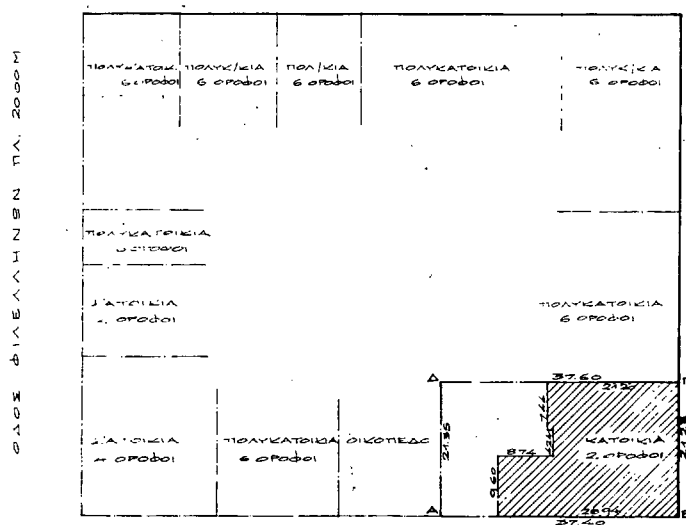 ΠΟΛΥΚΑΤΟΙΚ.
6 ΟΡΟΦΟΙ
ΠΟΛΥΚ/ΚΙΑ
6 ΟΡΟΦΟΙ
ΠΟΛ/ΚΙΑ
6 ΟΡΟΦΟΙ
ΠΟΛΥΚΑΤΟΙΚΙΑ
6 ΟΡΟΦΟΙ
ΠΟΛΥΚ/ΚΙΑ
6 ΟΡΟΦΟΙ
ΟΔΟΣ ΦΙΛΕΛΛΗΝΩΝ ΠΛ. 20.00 Μ
ΠΟΛΥΚΑΤΟΙΚΙΑ
ΟΡΟΦΟΙ
ΚΑΤΟΙΚΙΑ
ΟΡΟΦΟΙ
ΠΟΛΥΚΑΤΟΙΚΙΑ
6 ΟΡΟΦΟΙ
Δ
37.60
Γ
21.35
7.44
8.74
9.60
ΚΑΤΟΙΚΙΑ
2 ΟΡΟΦΟΙ
ΚΑΤΟΙΚΙΑ
ΟΡΟΦΟΙ
ΠΟΛΥΚΑΤΟΙΚΙΑ
6 ΟΡΟΦΟΙ
ΟΙΚΟΠΕΔΟ
Α
37.40
Β